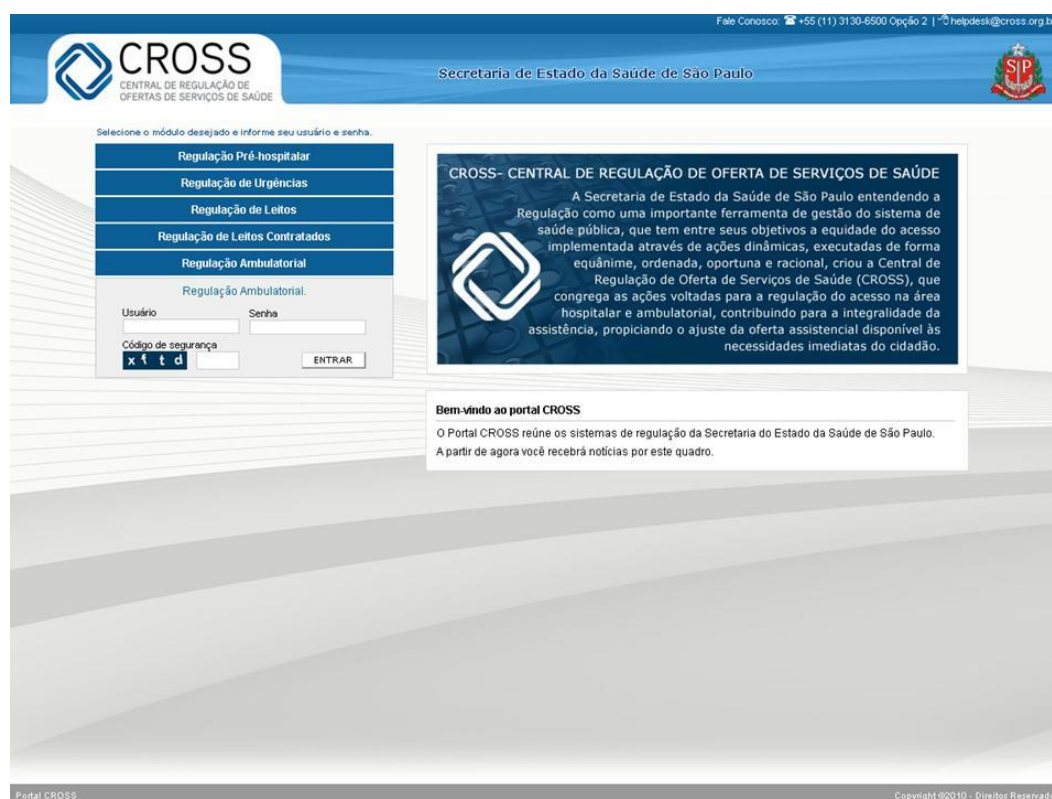 Fale Conosco: +55 (11) 3130-6500 Opção 2 | helpdesk@cross.org.b
CROSS
CENTRAL DE REGULAÇÃO DE
OFERTAS DE SERVIÇOS DE SAÚDE
Secretaria de Estado da Saúde de São Paulo
SP
Selecione o módulo desejado e informe seu usuário e senha.
Regulação Pré-hospitalar
Regulação de Urgências
Regulação de Leitos
Regulação de Leitos Contratados
Regulação Ambulatorial
Regulação Ambulatorial.
Usuário Senha
Código de segurança
x f t d ENTRAR
CROSS- CENTRAL DE REGULAÇÃO DE OFERTA DE SERVIÇOS DE SAÚDE
A Secretaria de Estado da Saúde de São Paulo entendendo a
Regulação como uma importante ferramenta de gestão do sistema de
saúde pública, que tem entre seus objetivos a equidade do acesso
implementada através de ações dinâmicas, executadas de forma
equânime, ordenada, oportuna e racional, criou a Central de
Regulação de Oferta de Serviços de Saúde (CROSS), que
congrega as ações voltadas para a regulação do acesso na área
hospitalar e ambulatorial, contribuindo para a integralidade da
assistência, propiciando o ajuste da oferta assistencial disponível às
necessidades imediatas do cidadão.
Bem-vindo ao portal CROSS
O Portal CROSS reúne os sistemas de regulação da Secretaria do Estado da Saúde de São Paulo.
A partir de agora você recebrá notícias por este quadro.
Portal CROSS
Copyright ©2010 - Direitos Reservado